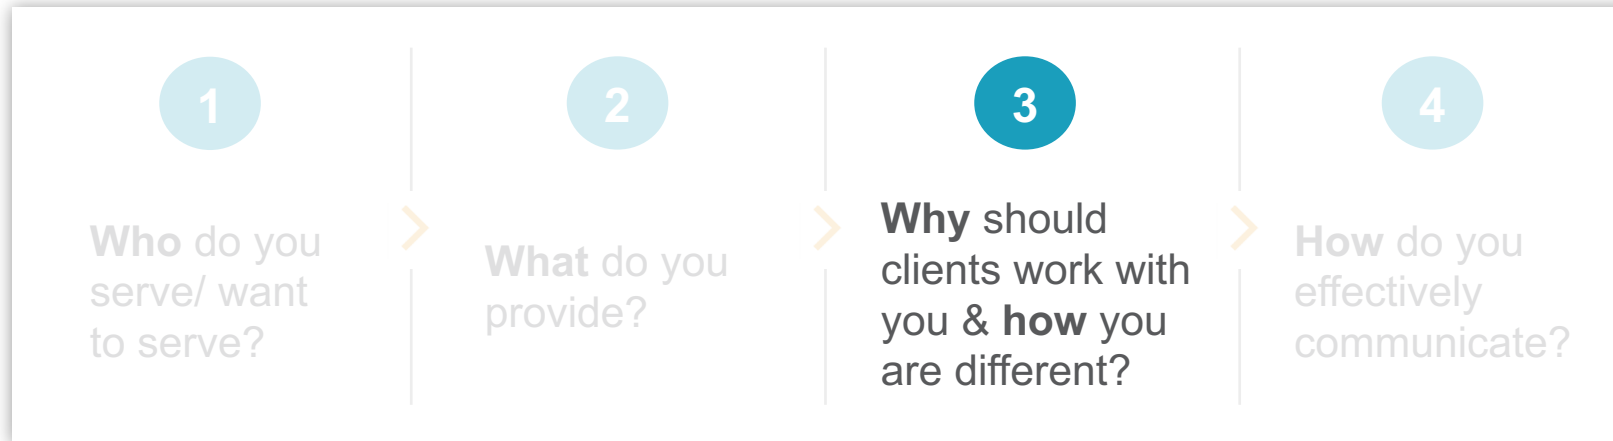 1
Who do you
serve/ want
to serve?
2
What do you
provide?
3
Why should
clients work with
you & how you
are different?
4
How do you
effectively
communicate?